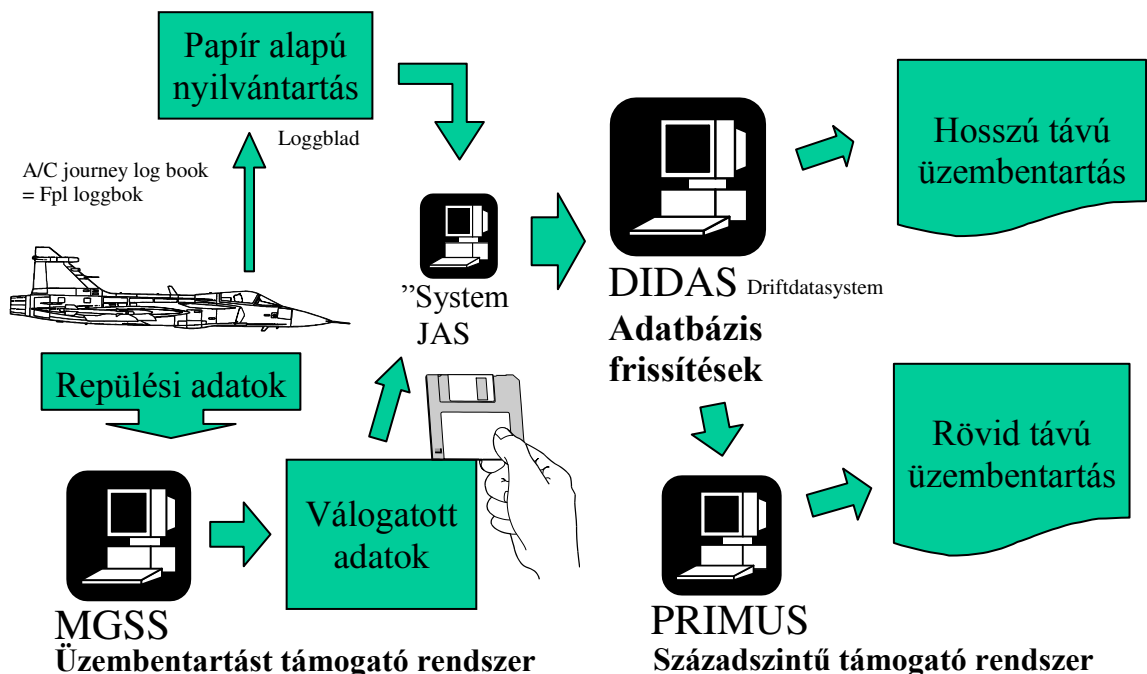 Papír alapú
nyilvántartás
Loggblad
A/C journey log book
= Fpl loggbok
”System
JAS
DIDAS Driftdatasystem
Adatbázis
frissítések
Hosszú távú
üzembentartás
Repülési adatok
Válogatott
adatok
Rövid távú
üzembentartás
MGSS
Üzembentartást támogató rendszer
PRIMUS
Századszintű támogató rendszer